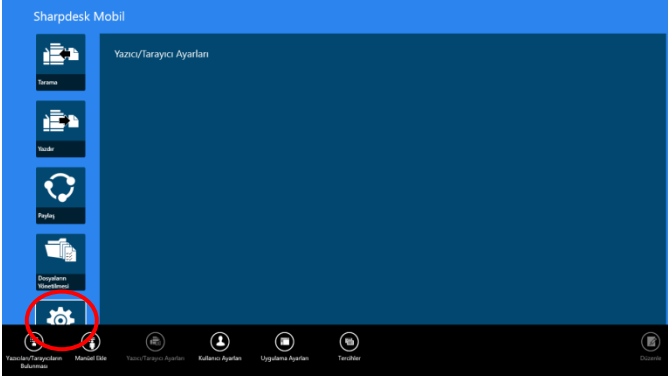 Sharpdesk Mobil
Yazıcı/Tarayıcı Ayarları
Tarama
Yazdır
Paylaş
Dosyaların
Yönetilmesi
Yazıcıları/Tarayıcıların
Bulunması
Manüel Ekle
Yazıcı/Tarayıcı Ayarları
Kullanıcı Ayarları
Uygulama Ayarları
Tercihler
Düzenle